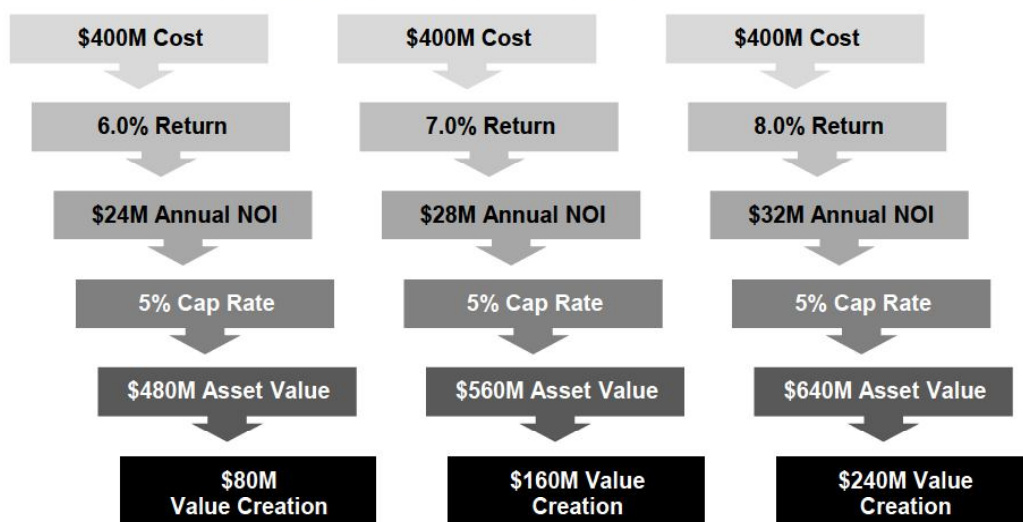 $400M Cost
6.0% Return
$24M Annual NOI
5% Cap Rate
$480M Asset Value
$80M
Value Creation
$400M Cost
7.0% Return
$28M Annual NOI
5% Cap Rate
$560M Asset Value
$160M Value
Creation
$400M Cost
8.0% Return
$32M Annual NOI
5% Cap Rate
$640M Asset Value
$240M Value
Creation